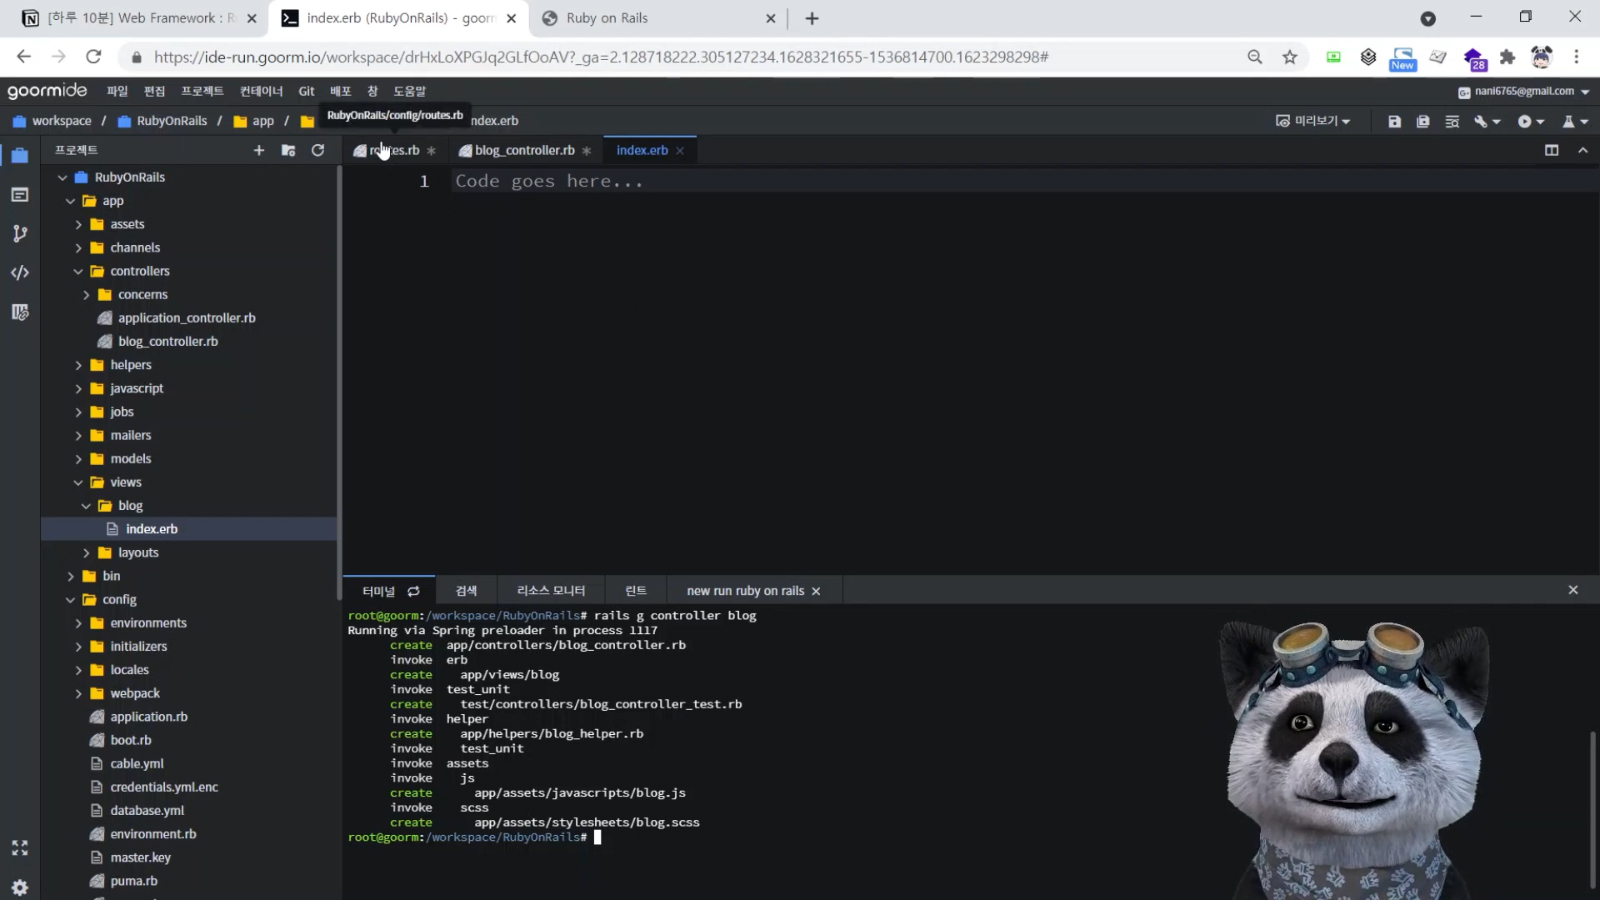 [하루 10분] Web Framework : R
index.erb (RubyOnRails) - goorm
Ruby on Rails
https://ide-run.goorm.io/workspace/drHxLoXPGJq2GLfOoAV?_ga=2.128718222.305127234.1628321655-1536814700.1623298298#
New
28
goormide
파일
편집
프로젝트
컨테이너
Git
배포
창
도움말
nani6765@gmail.com
RubyOnRails/config/routes.rb
workspace / RubyOnRails / app /
index.erb
미리보기
프로젝트
routes.rb
blog_controller.rb
index.erb
1 Code goes here...
RubyOnRails
app
assets
channels
controllers
concerns
application_controller.rb
blog_controller.rb
helpers
javascript
jobs
mailers
models
views
blog
index.erb
layouts
bin
config
environments
initializers
locales
webpack
application.rb
boot.rb
cable.yml
credentials.yml.enc
database.yml
environment.rb
master.key
puma.rb
터미널
검색
리소스 모니터
린트
new run ruby on rails
root@goorm:/workspace/RubyOnRails# rails g controller blog
Running via Spring preloader in process 1117
create app/controllers/blog_controller.rb
invoke erb
create app/views/blog
invoke test_unit
create test/controllers/blog_controller_test.rb
invoke helper
create app/helpers/blog_helper.rb
invoke test_unit
invoke assets
invoke js
create app/assets/javascripts/blog.js
invoke scss
create app/assets/stylesheets/blog.scss
root@goorm:/workspace/RubyOnRails#